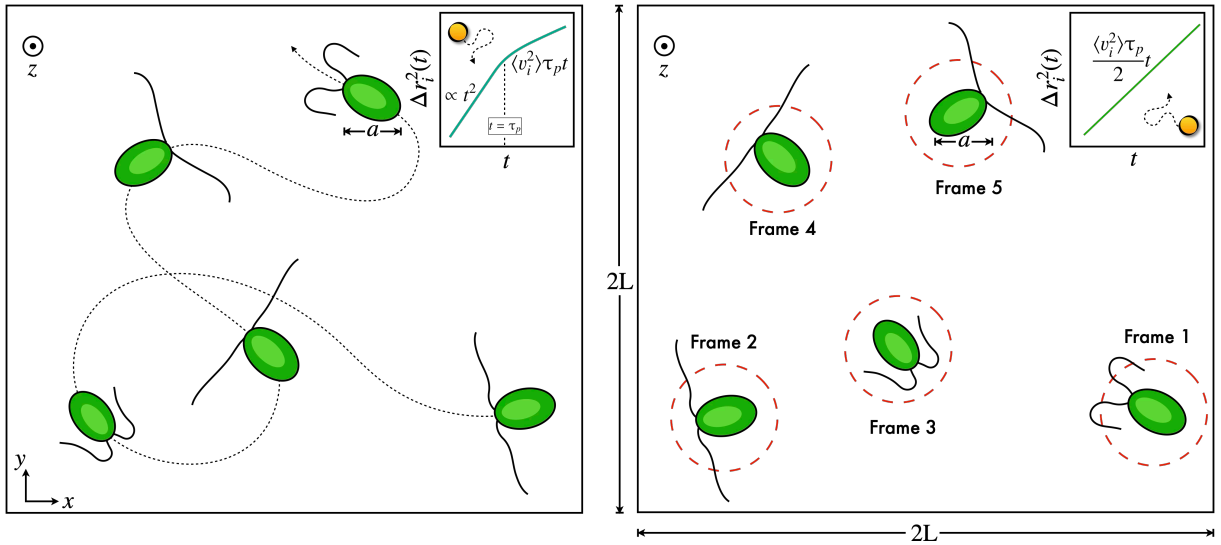 z
a
Δr_i^2(t)
∝ t^2
⟨v_i^2⟩τ_p t
t = τ_p
t
y
x
2L
z
a
Frame 5
Frame 4
Δr_i^2(t)
⟨v_i^2⟩τ_p/2 t
t
Frame 2
Frame 3
Frame 1
2L